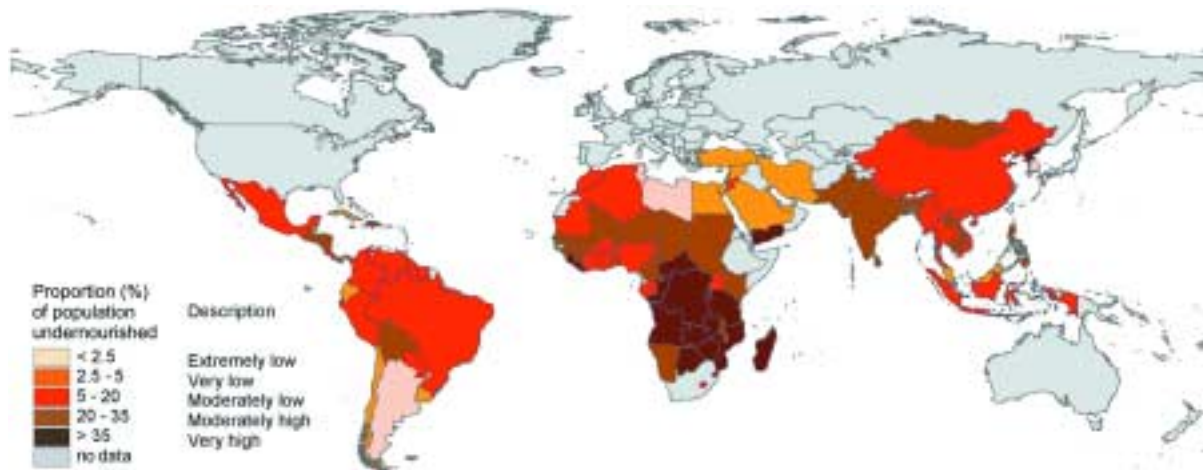 Proportion (%)
of population
undernourished
Description
< 2.5
Extremely low
2.5 - 5
Very low
5 - 20
Moderately low
20 - 35
Moderately high
> 35
Very high
no data